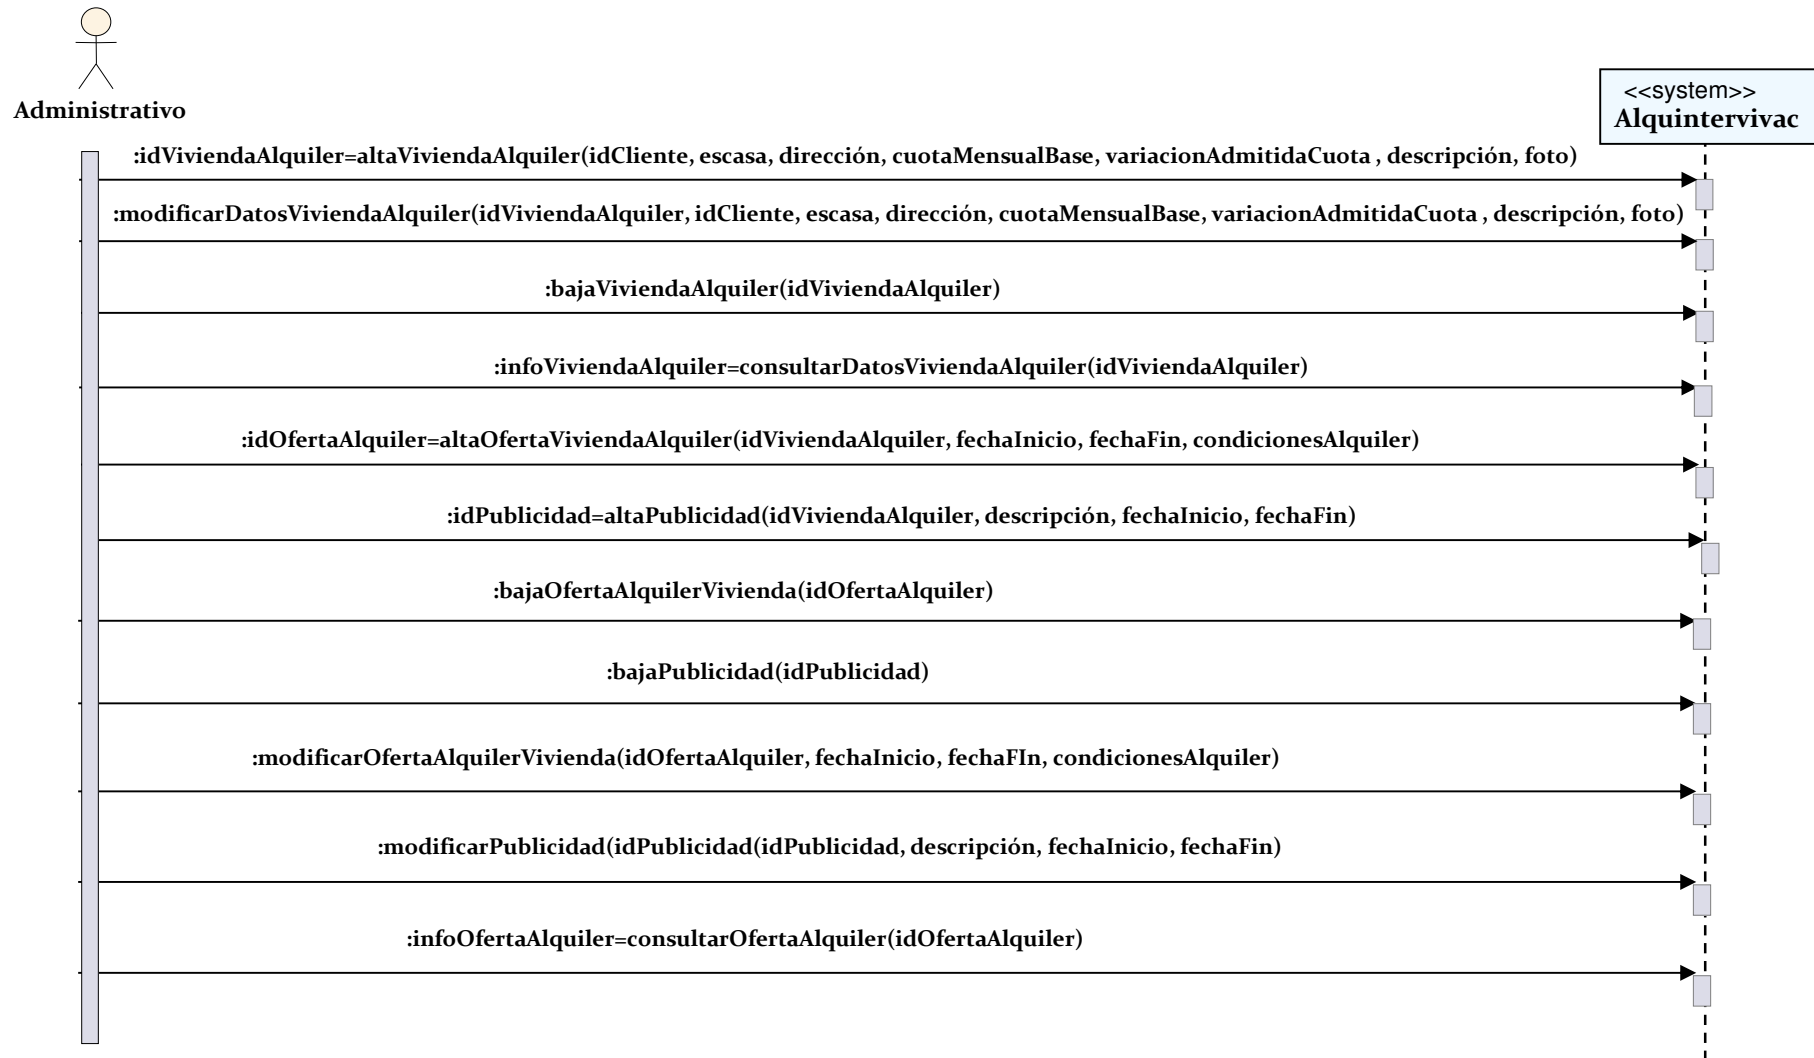 Administrativo
<<system>>
Alquintervivac
:idViviendaAlquiler=altaViviendaAlquiler(idCliente, escasa, dirección, cuotaMensualBase, variacionAdmitidaCuota , descripción, foto)
:modificarDatosViviendaAlquiler(idViviendaAlquiler, idCliente, escasa, dirección, cuotaMensualBase, variacionAdmitidaCuota , descripción, foto)
:bajaViviendaAlquiler(idViviendaAlquiler)
:infoViviendaAlquiler=consultarDatosViviendaAlquiler(idViviendaAlquiler)
:idOfertaAlquiler=altaOfertaViviendaAlquiler(idViviendaAlquiler, fechaInicio, fechaFin, condicionesAlquiler)
:idPublicidad=altaPublicidad(idViviendaAlquiler, descripción, fechaInicio, fechaFin)
:bajaOfertaAlquilerVivienda(idOfertaAlquiler)
:bajaPublicidad(idPublicidad)
:modificarOfertaAlquilerVivienda(idOfertaAlquiler, fechaInicio, fechaFIn, condicionesAlquiler)
:modificarPublicidad(idPublicidad(idPublicidad, descripción, fechaInicio, fechaFin)
:infoOfertaAlquiler=consultarOfertaAlquiler(idOfertaAlquiler)